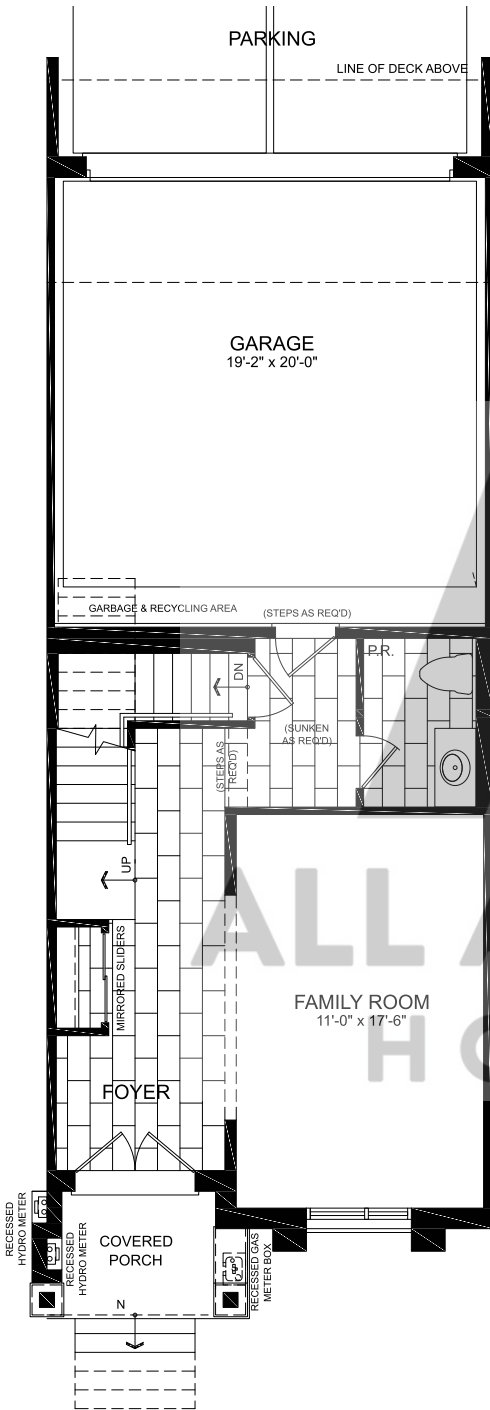 PARKING
LINE OF DECK ABOVE
GARAGE
19'-2" x 20'-0"
GARBAGE & RECYCLING AREA
(STEPS AS REQ'D)
P.R.
DN
(SUNKEN
AS REQ'D)
(STEPS AS
REQ'D)
UP
MIRRORED SLIDERS
ALL A
FAMILY ROOM
11'-0" x 17'-6"
HO
FOYER
RECESSED
HYDRO METER
RECESSED
HYDRO METER
COVERED
PORCH
RECESSED GAS
METER BOX
N